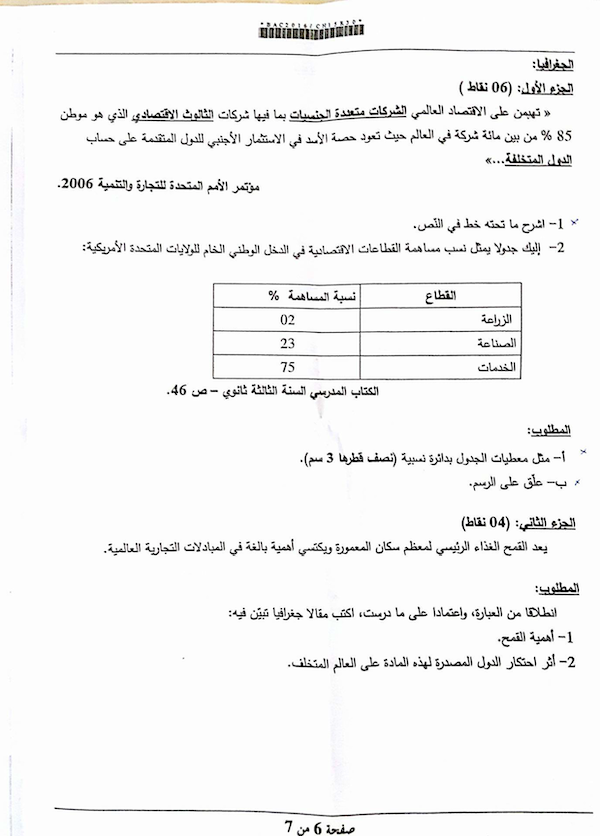 *BAC2016/CH15R30*
الجغرافيا:
الجزء الأول: (06 نقاط )
« تهيمن على الاقتصاد العالمي الشركات متعددة الجنسيات بما فيها شركات الثالوث الاقتصادي الذي هو موطن
85 % من بين مائة شركة في العالم حيث تعود حصة الأسد في الاستثمار الأجنبي للدول المتقدمة على حساب
الدول المتخلفة...»
مؤتمر الأمم المتحدة للتجارة والتنمية 2006.
1- اشرح ما تحته خط في النّص.
2- إليك جدولا يمثل نسب مساهمة القطاعات الاقتصادية في الدخل الوطني الخام للولايات المتحدة الأمريكية:
القطاع نسبة المساهمة %
الزراعة 02
الصناعة 23
الخدمات 75
الكتاب المدرسي السنة الثالثة ثانوي – ص 46.
المطلوب:
أ- مثل معطيات الجدول بدائرة نسبية (نصف قطرها 3 سم).
ب- علّق على الرسم.
الجزء الثاني: (04 نقاط)
يعد القمح الغذاء الرئيسي لمعظم سكان المعمورة ويكتسي أهمية بالغة في المبادلات التجارية العالمية.
المطلوب:
انطلاقا من العبارة، واعتمادا على ما درست، اكتب مقالا جغرافيا تبيّن فيه:
1- أهمية القمح.
2- أثر احتكار الدول المصدرة لهذه المادة على العالم المتخلف.
صفحة 6 من 7